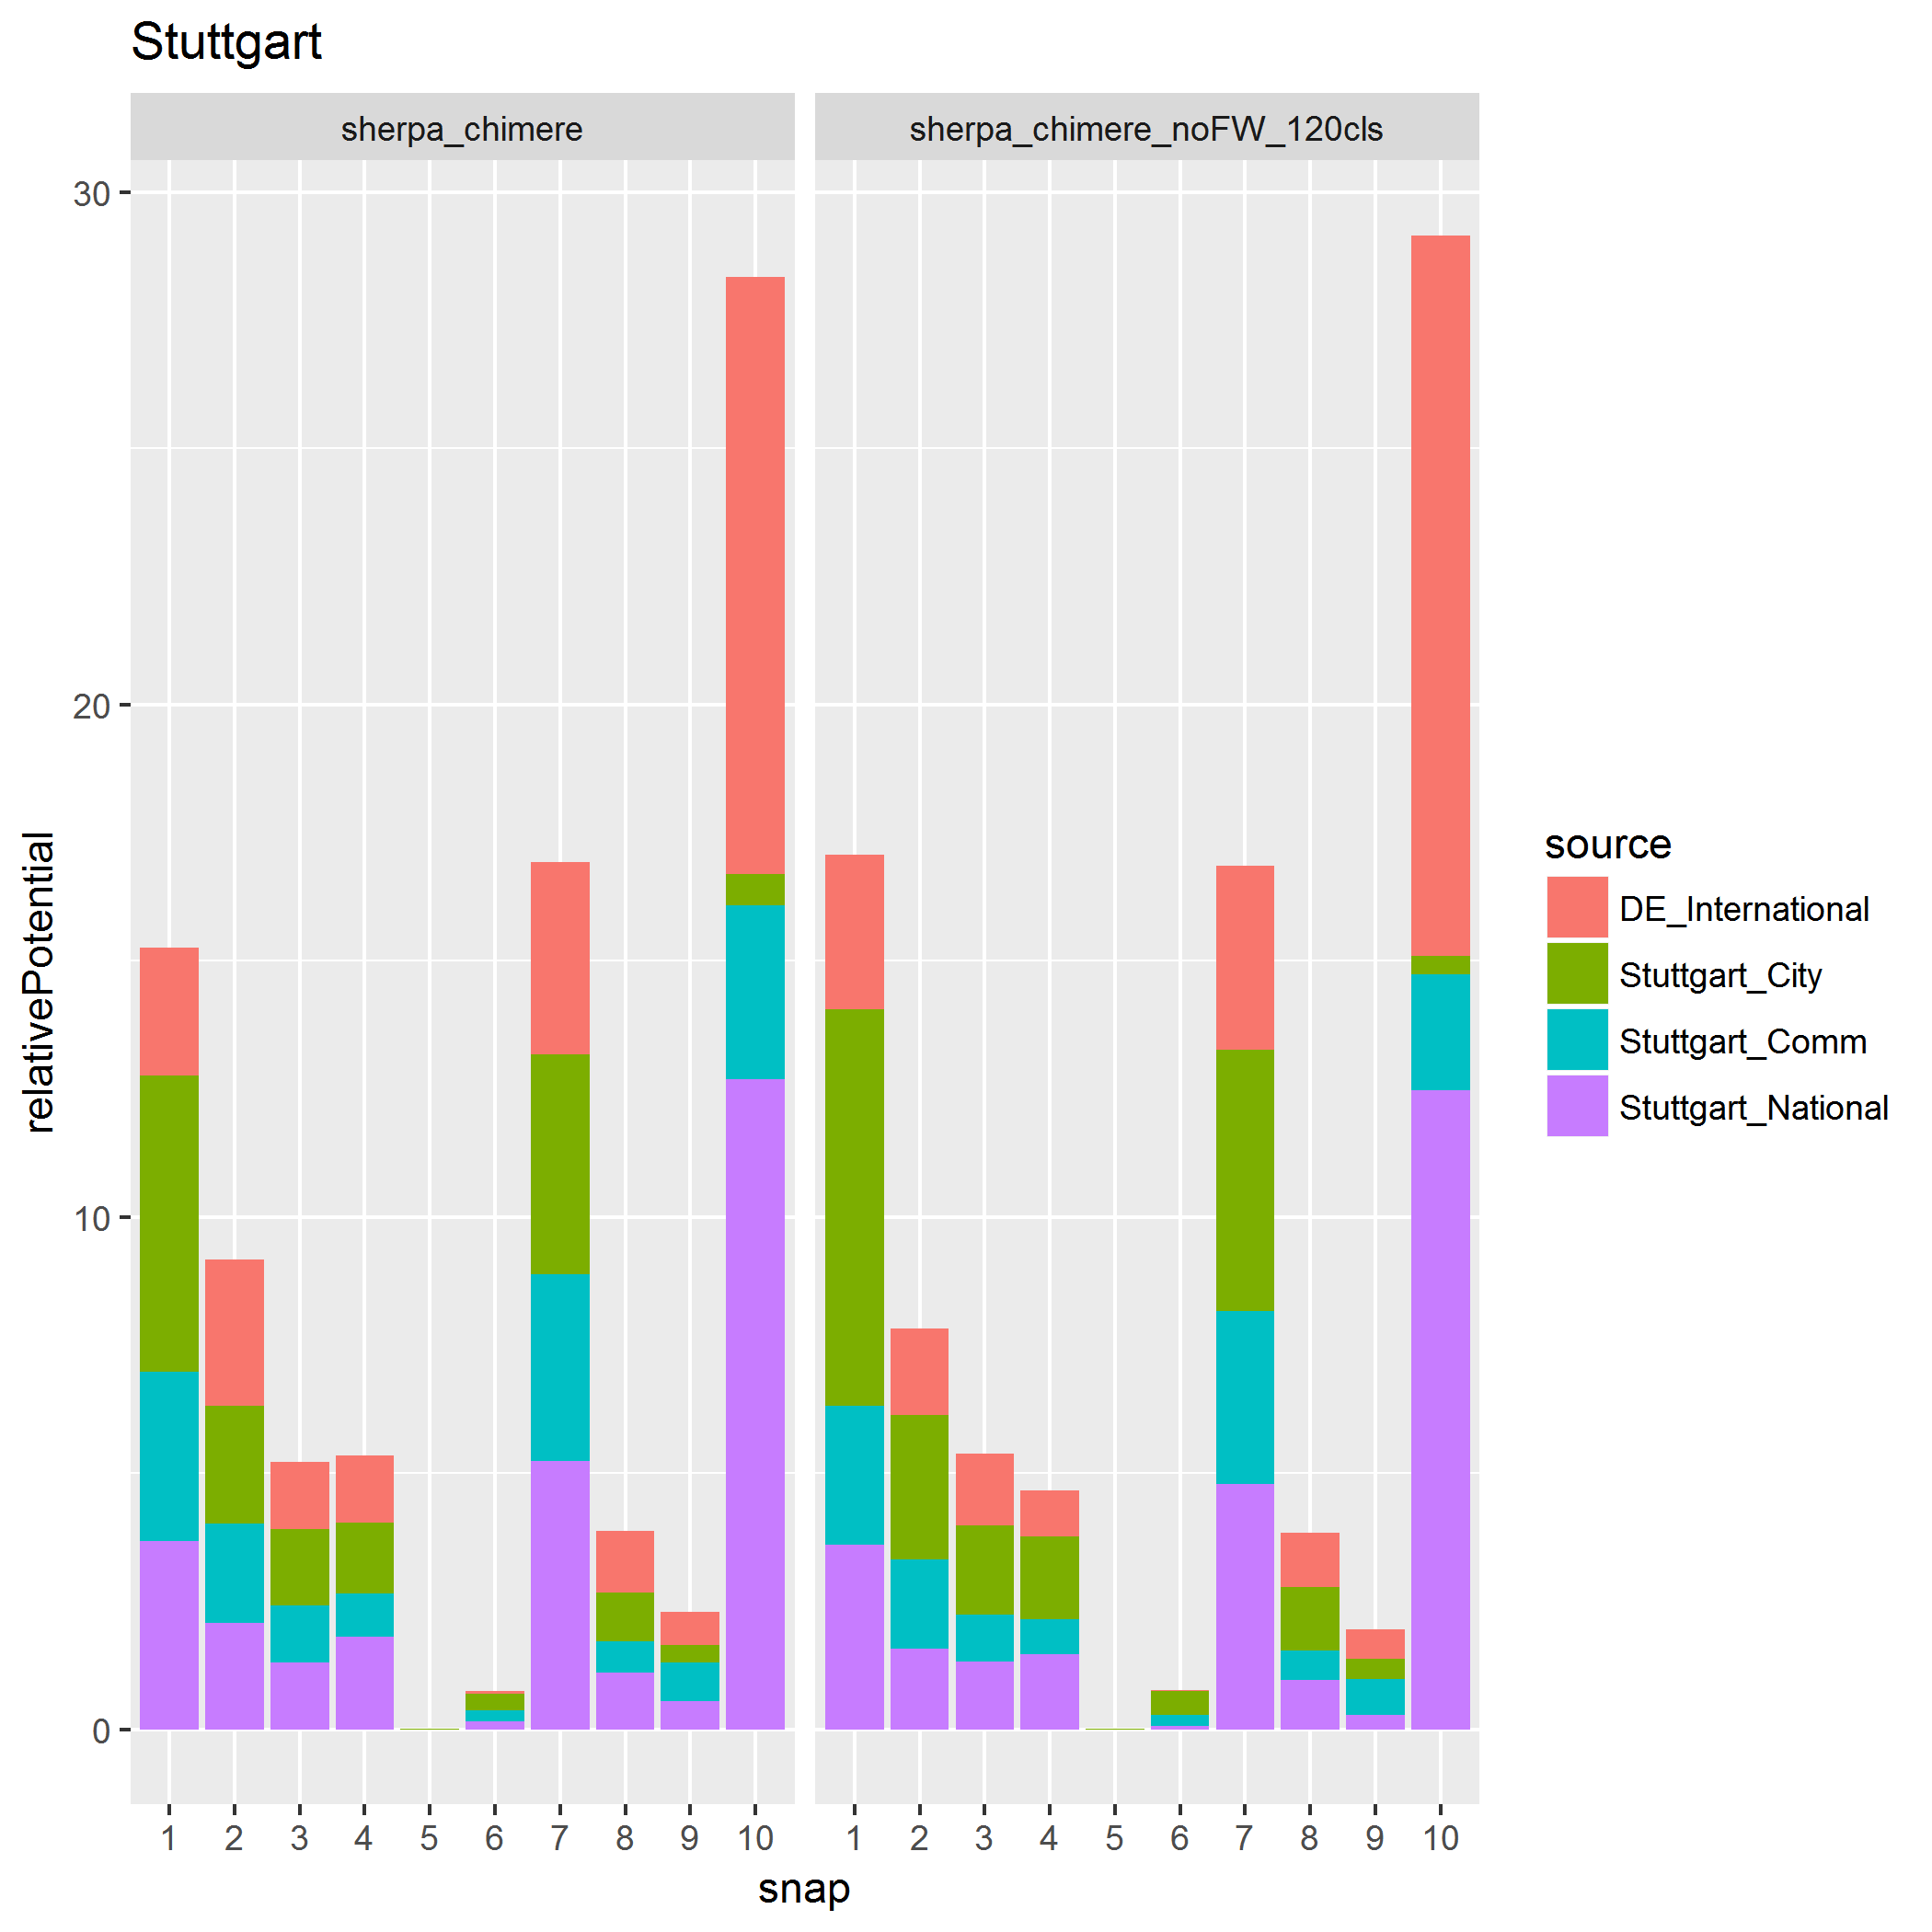 Stuttgart
sherpa_chimere
sherpa_chimere_noFW_120cls
30
20
10
0
relativePotential
1 2 3 4 5 6 7 8 9 10
1 2 3 4 5 6 7 8 9 10
snap
source
DE_International
Stuttgart_City
Stuttgart_Comm
Stuttgart_National